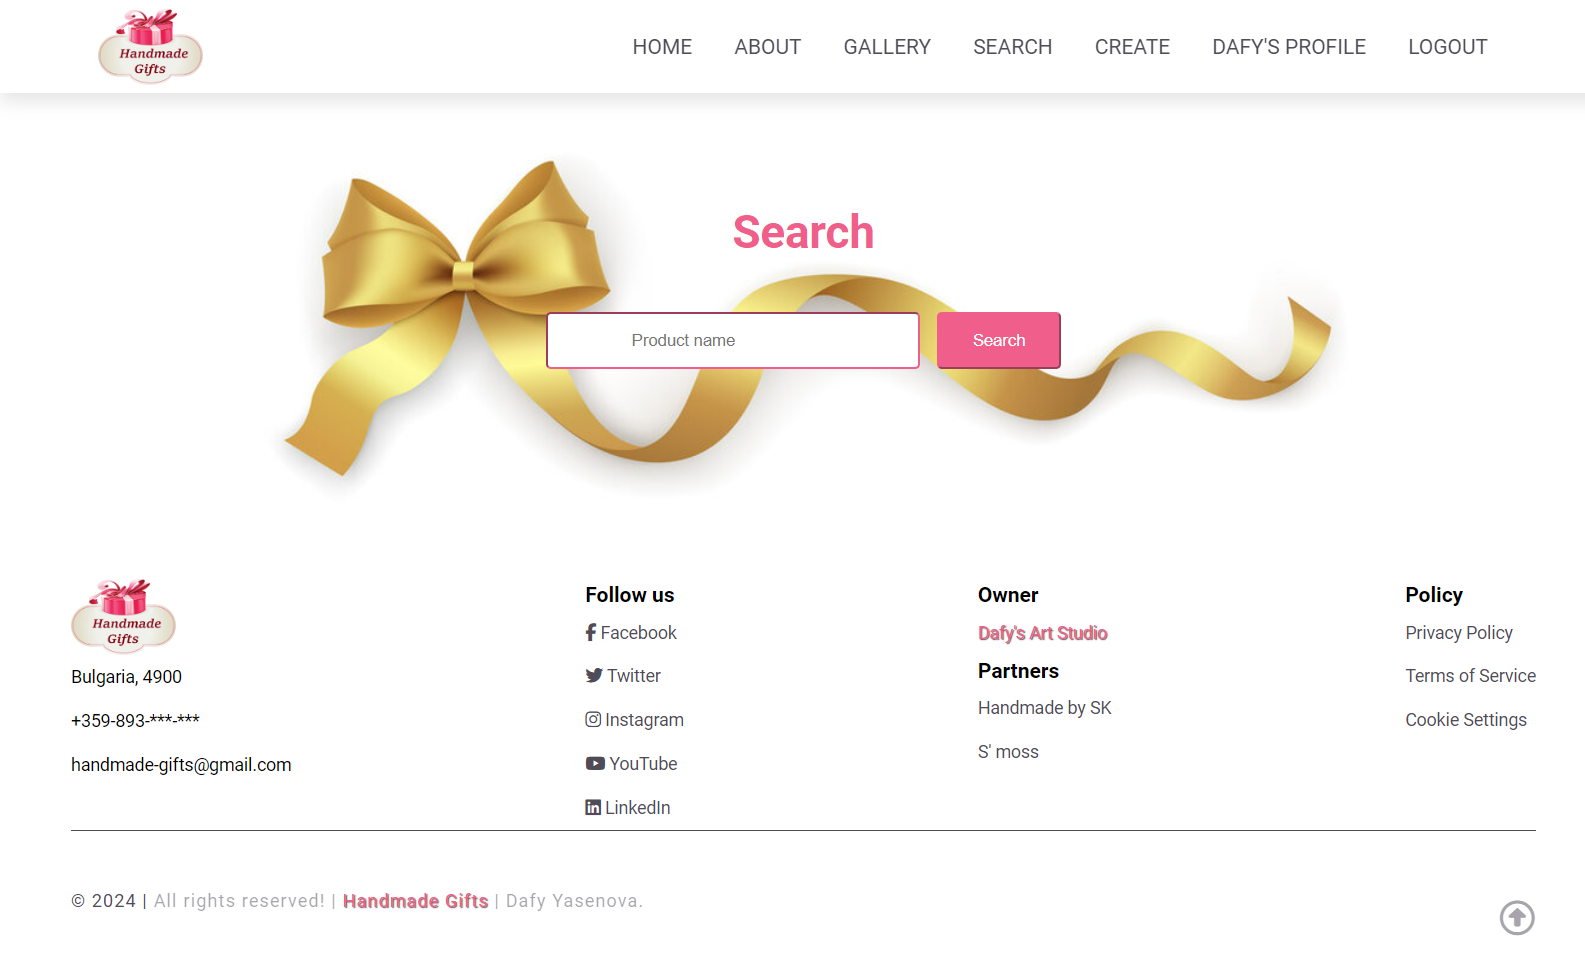 Handmade
Gifts
HOME ABOUT GALLERY SEARCH CREATE DAFY'S PROFILE LOGOUT
Search
Product name
Search
Handmade
Gifts
Bulgaria, 4900
+359-893-***-***
handmade-gifts@gmail.com
Follow us
Facebook
Twitter
Instagram
YouTube
LinkedIn
Owner
Dafy's Art Studio
Partners
Handmade by SK
S' moss
Policy
Privacy Policy
Terms of Service
Cookie Settings
© 2024 | All rights reserved! | Handmade Gifts | Dafy Yasenova.